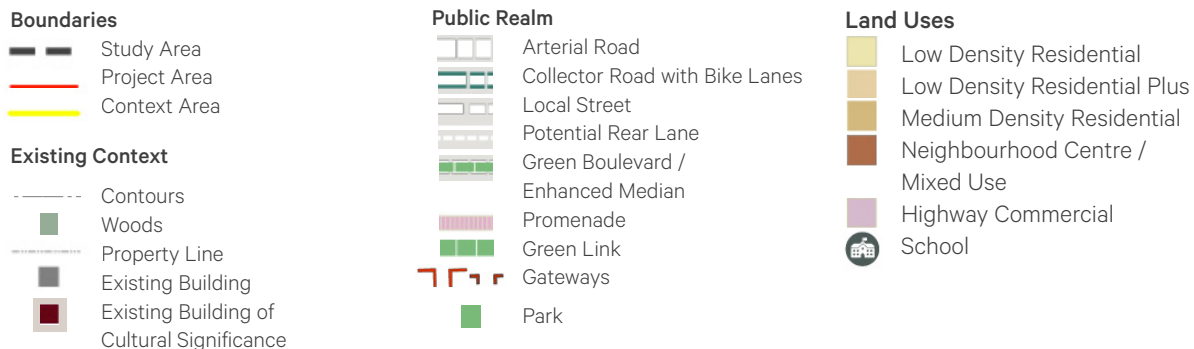 Boundaries
Study Area
Project Area
Context Area
Existing Context
Contours
Woods
Property Line
Existing Building
Existing Building of
Cultural Significance
Public Realm
Arterial Road
Collector Road with Bike Lanes
Local Street
Potential Rear Lane
Green Boulevard /
Enhanced Median
Promenade
Green Link
Gateways
Park
Land Uses
Low Density Residential
Low Density Residential Plus
Medium Density Residential
Neighbourhood Centre /
Mixed Use
Highway Commercial
School